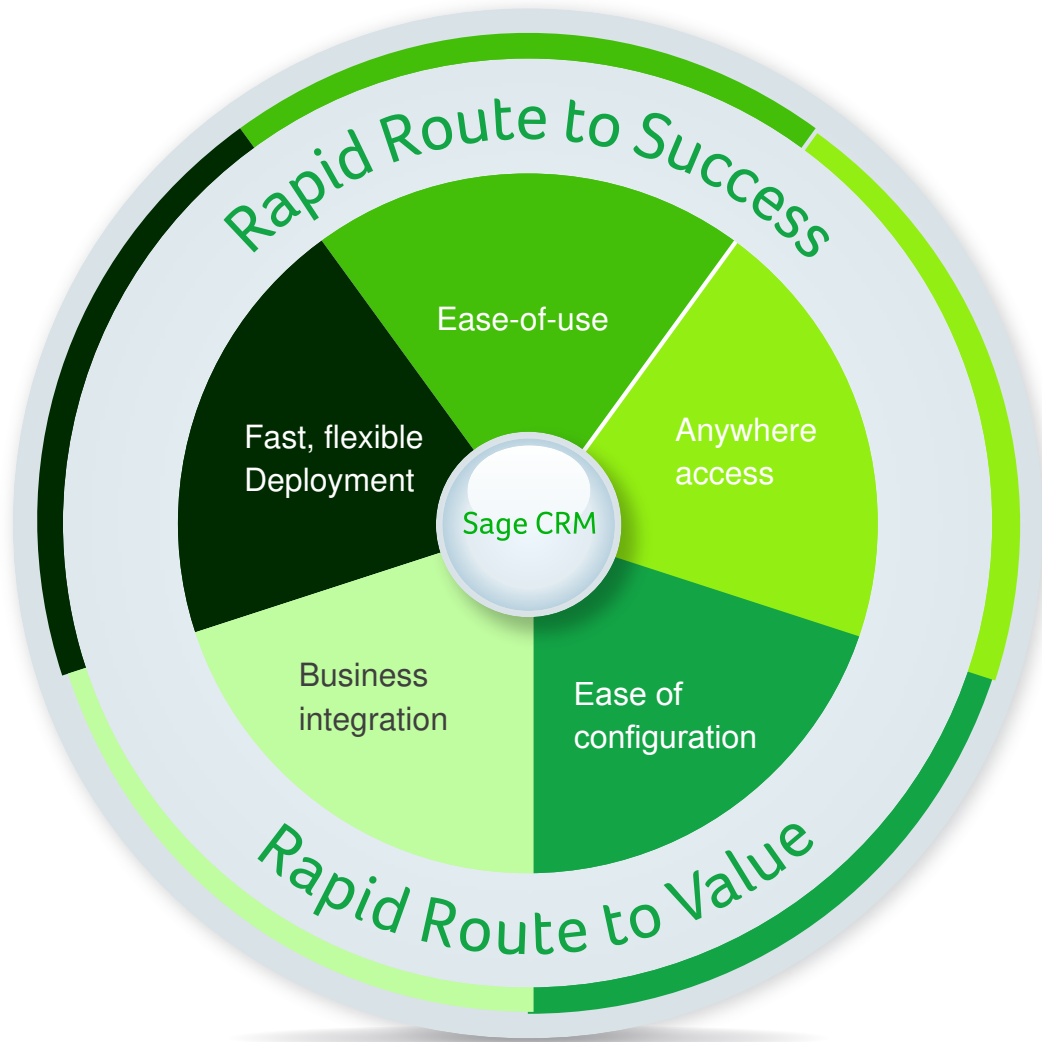 Rapid Route to Success
Ease-of-use
Fast, flexible
Deployment
Anywhere
access
Sage CRM
Business
integration
Ease of
configuration
Rapid Route to Value